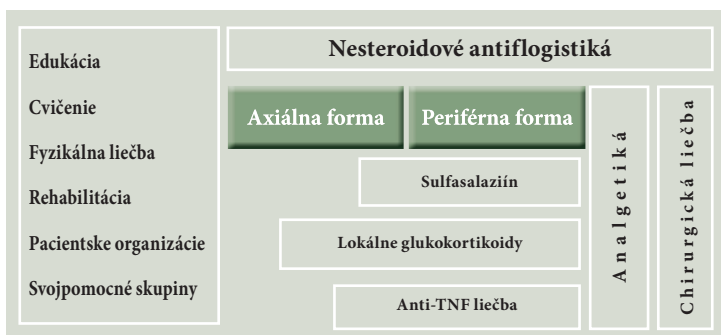 Edukácia
Cvičenie
Fyzikálna liečba
Rehabilitácia
Pacientske organizácie
Svojpomocné skupiny
Nesteroidové antiflogistiká
Axiálna forma
Periférna forma
Sulfasalaziín
Lokálne glukokortikoidy
Anti-TNF liečba
Analgetiká
Chirurgická liečba